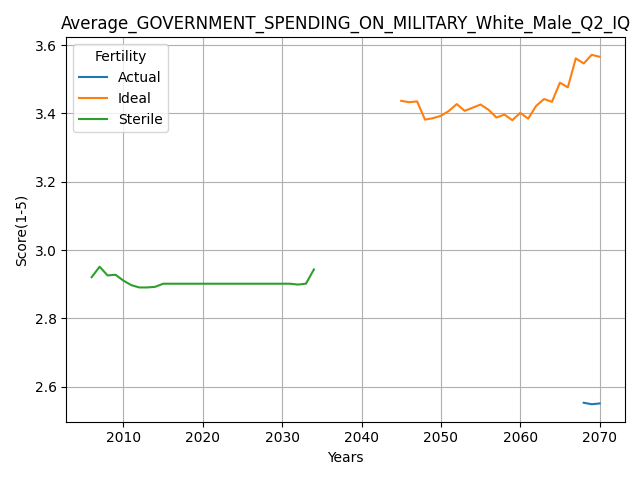 Average_GOVERNMENT_SPENDING_ON_MILITARY_White_Male_Q2_IQ
Fertility
Actual
Ideal
Sterile
Score(1-5)
3.6
3.4
3.2
3.0
2.8
2.6
2010
2020
2030
2040
2050
2060
2070
Years